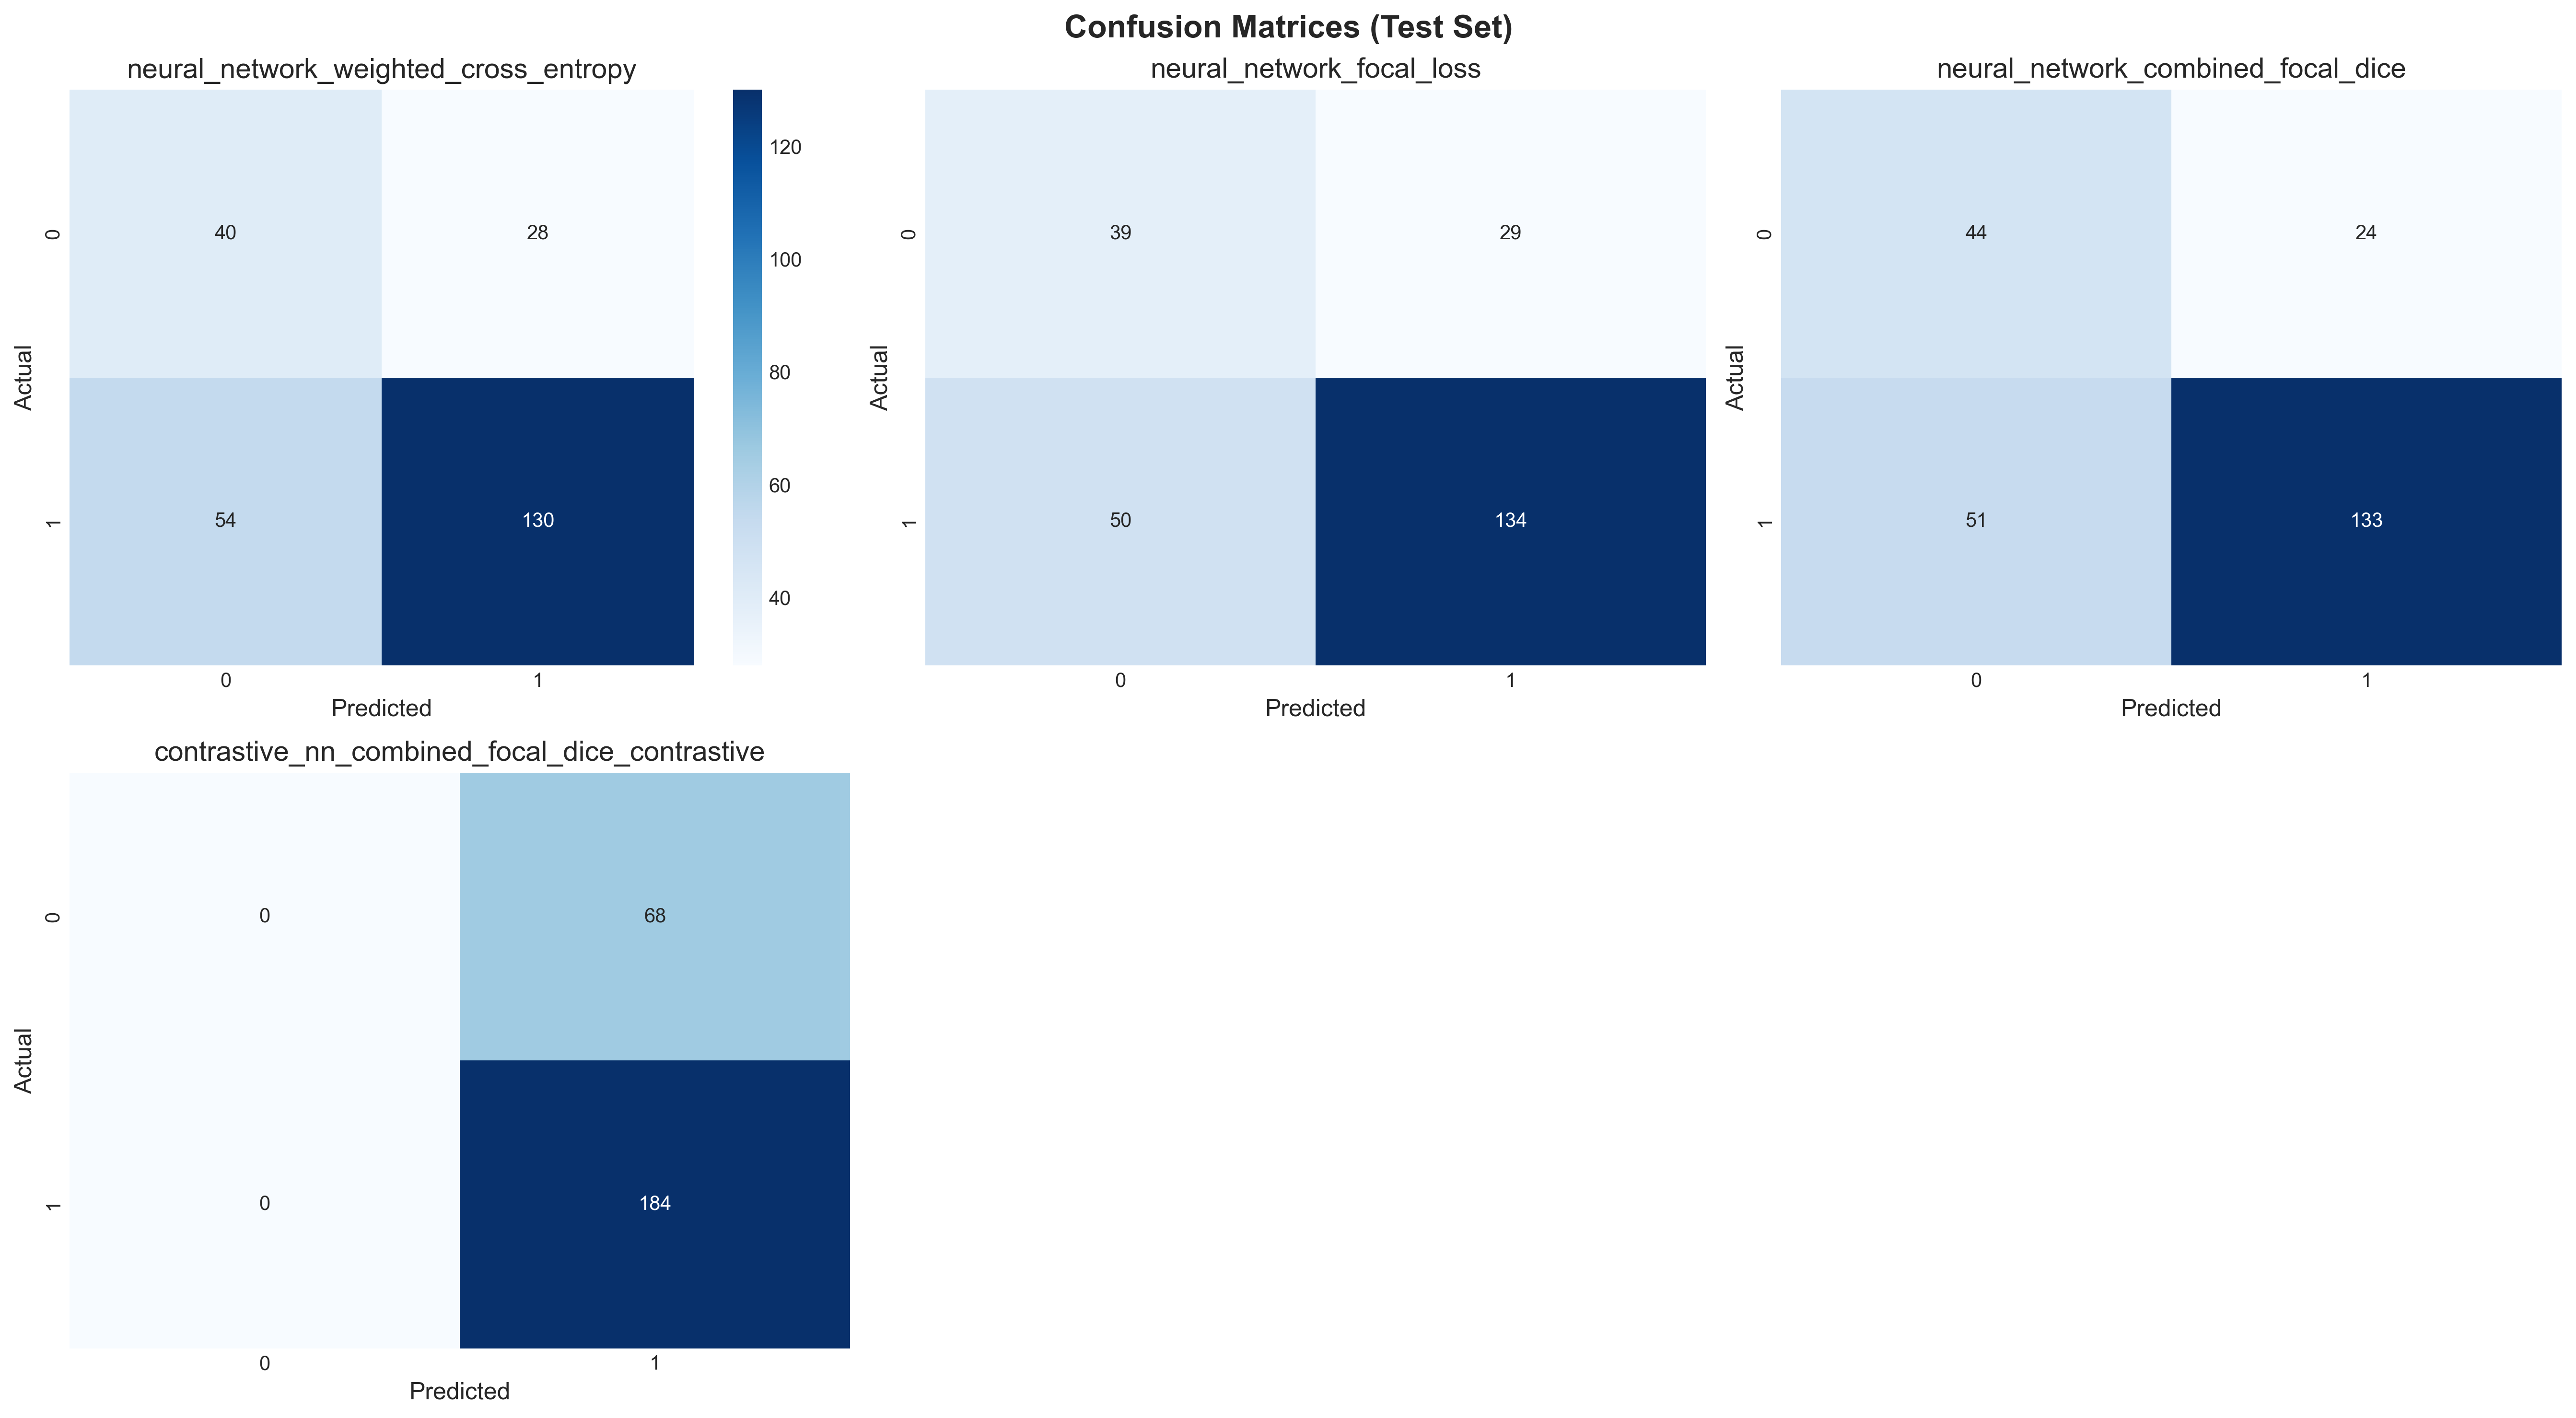 Confusion Matrices (Test Set)
neural_network_weighted_cross_entropy
0
40
28
Actual
1
54
130
0
1
Predicted
120
100
80
60
40
neural_network_focal_loss
0
39
29
Actual
1
50
134
0
1
Predicted
neural_network_combined_focal_dice
0
44
24
Actual
1
51
133
0
1
Predicted
contrastive_nn_combined_focal_dice_contrastive
0
0
68
Actual
1
0
184
0
1
Predicted